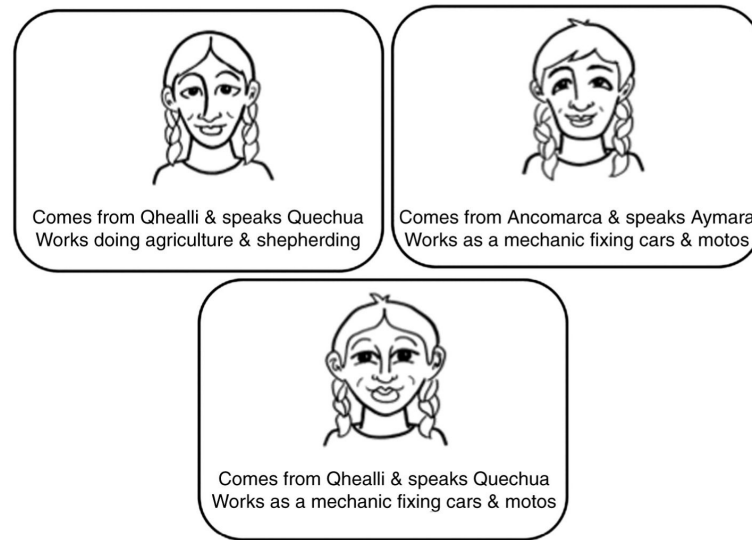 Comes from Qhealli & speaks Quechua
Works doing agriculture & shepherding
Comes from Ancomarca & speaks Aymara
Works as a mechanic fixing cars & motos
Comes from Qhealli & speaks Quechua
Works as a mechanic fixing cars & motos